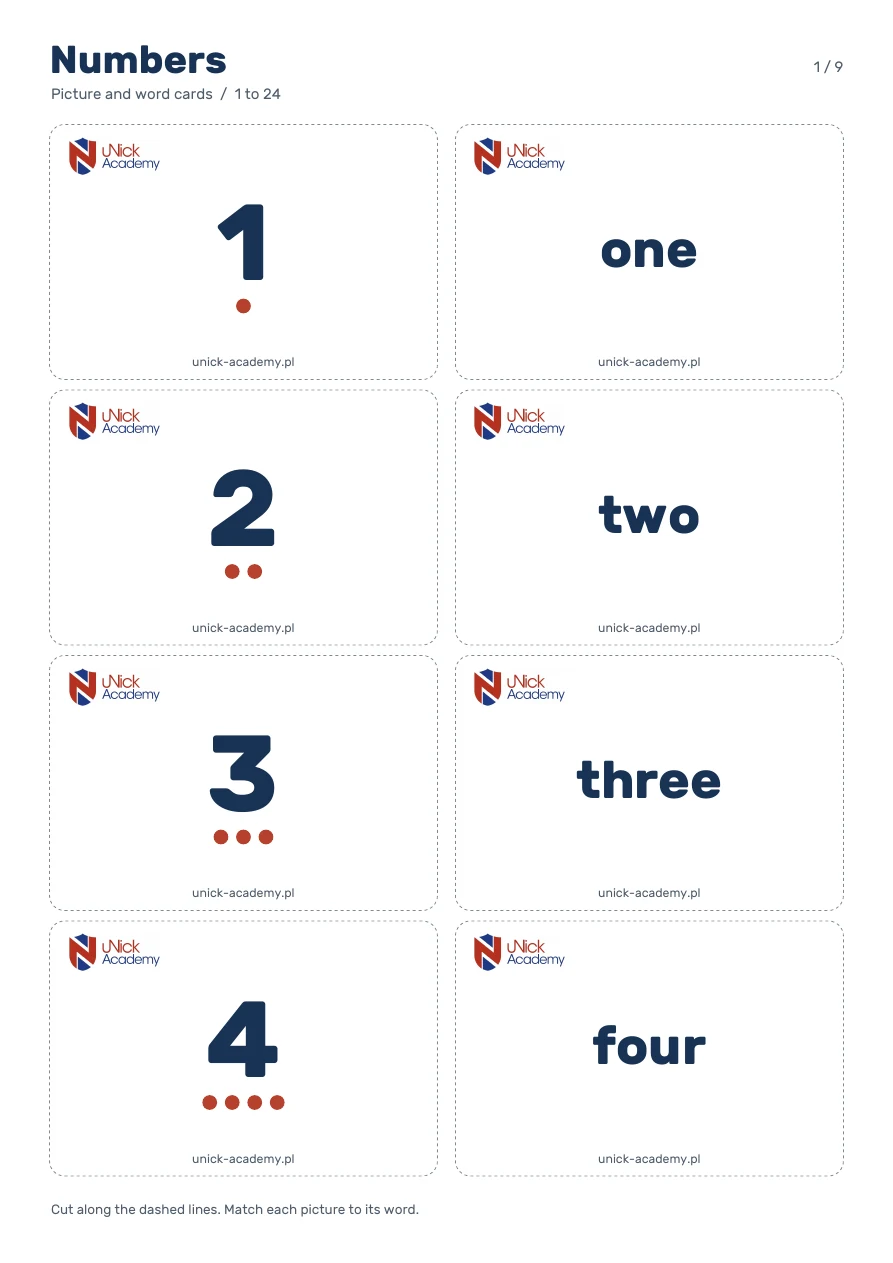 Numbers
1 / 9
Picture and word cards / 1 to 24
uNick
Academy
1
unick-academy.pl
uNick
Academy
one
unick-academy.pl
uNick
Academy
2
unick-academy.pl
uNick
Academy
two
unick-academy.pl
uNick
Academy
3
unick-academy.pl
uNick
Academy
three
unick-academy.pl
uNick
Academy
4
unick-academy.pl
uNick
Academy
four
unick-academy.pl
Cut along the dashed lines. Match each picture to its word.